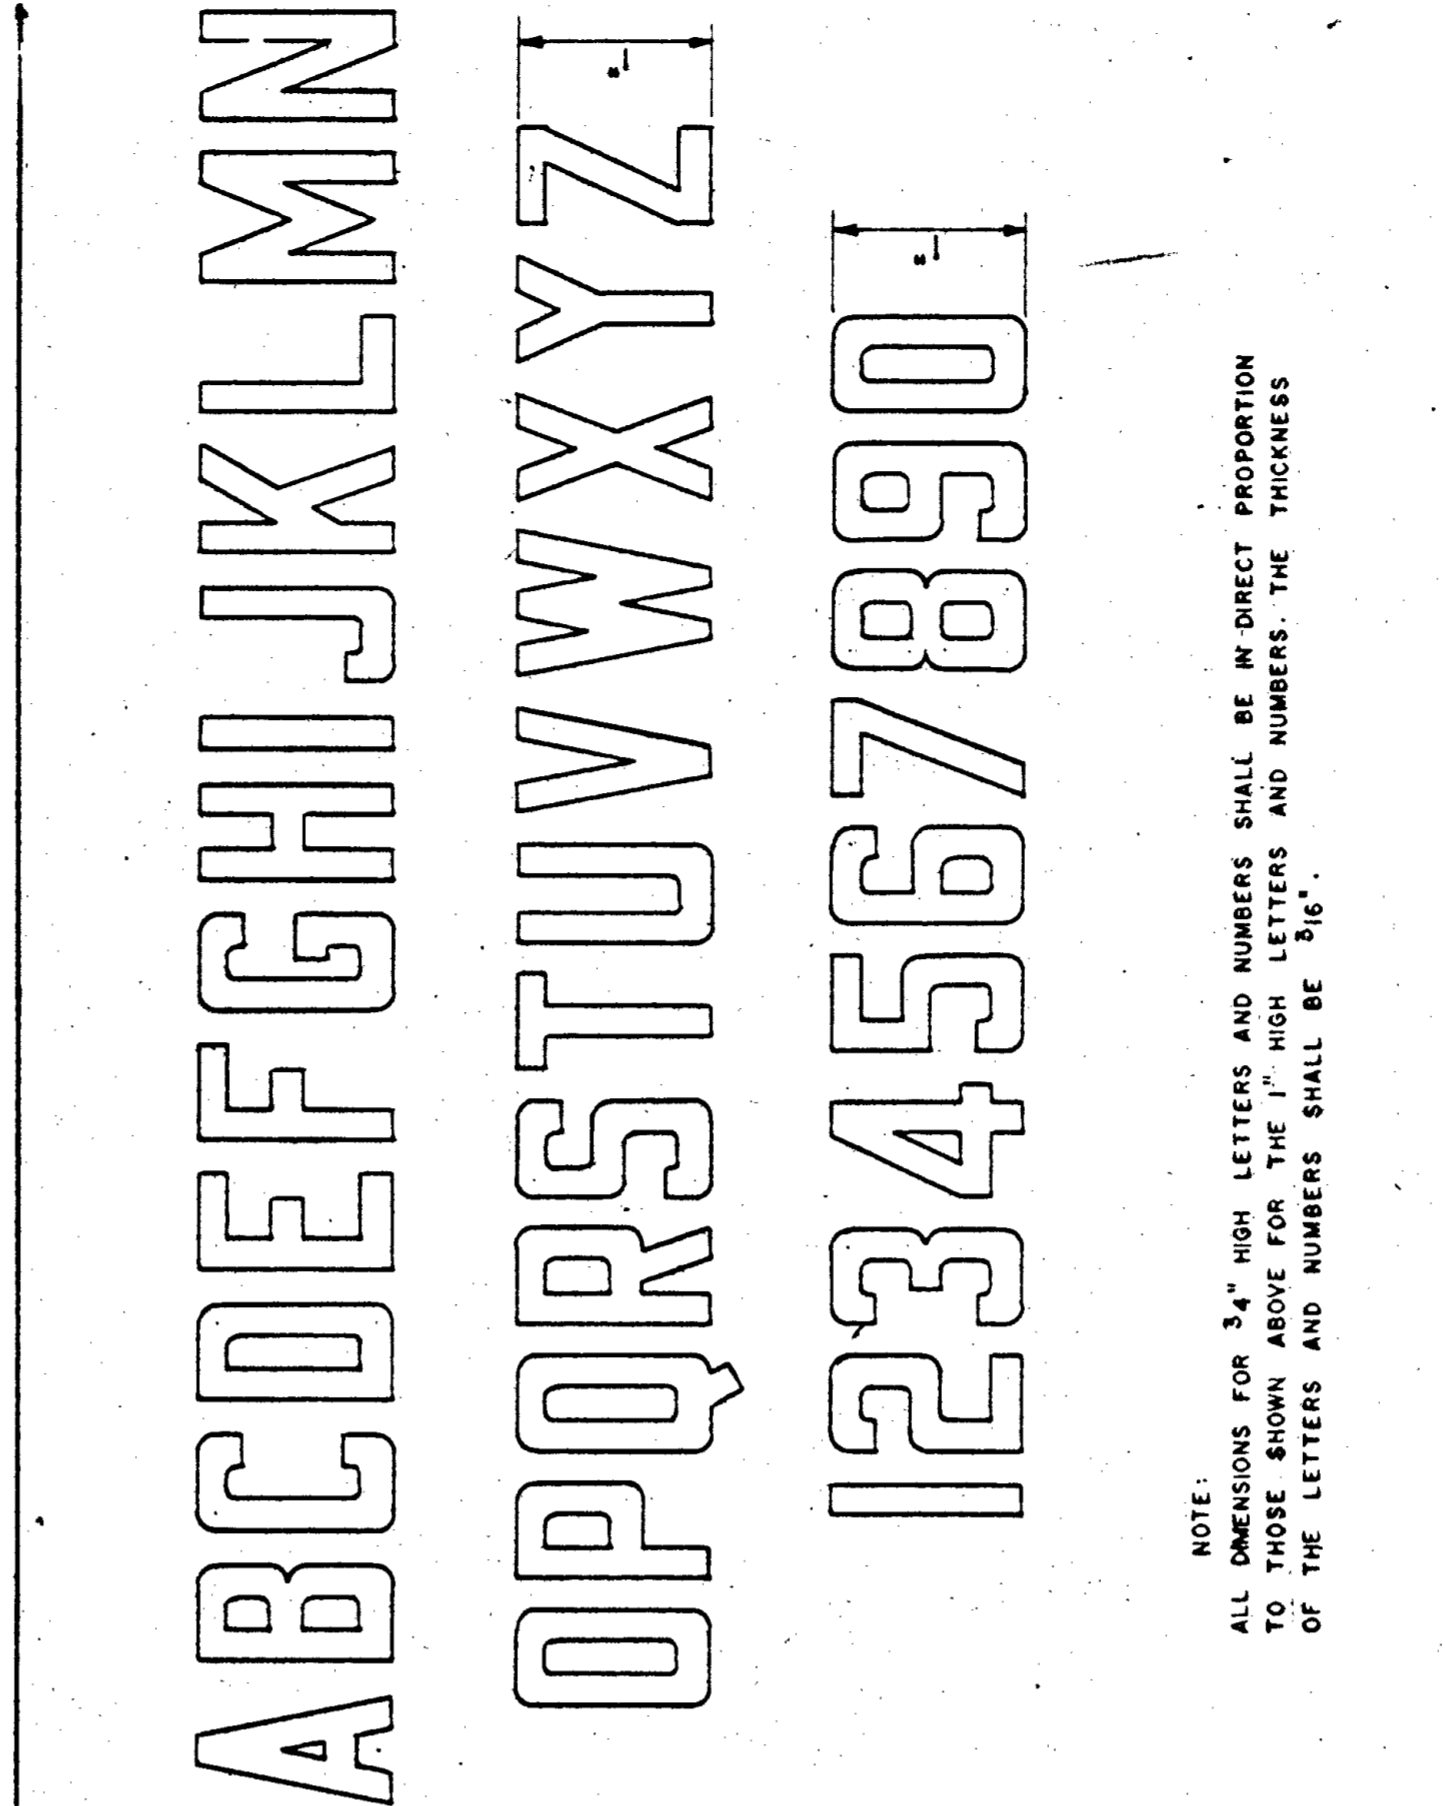 ABCDEFGHIJKLMN
OPQRSTUVWXYZ
1"
1234567890
1"
NOTE:
ALL DIMENSIONS FOR 3/4" HIGH LETTERS AND NUMBERS SHALL BE IN DIRECT PROPORTION
TO THOSE SHOWN ABOVE FOR THE 1" HIGH LETTERS AND NUMBERS. THE THICKNESS
OF THE LETTERS AND NUMBERS SHALL BE 3/16".